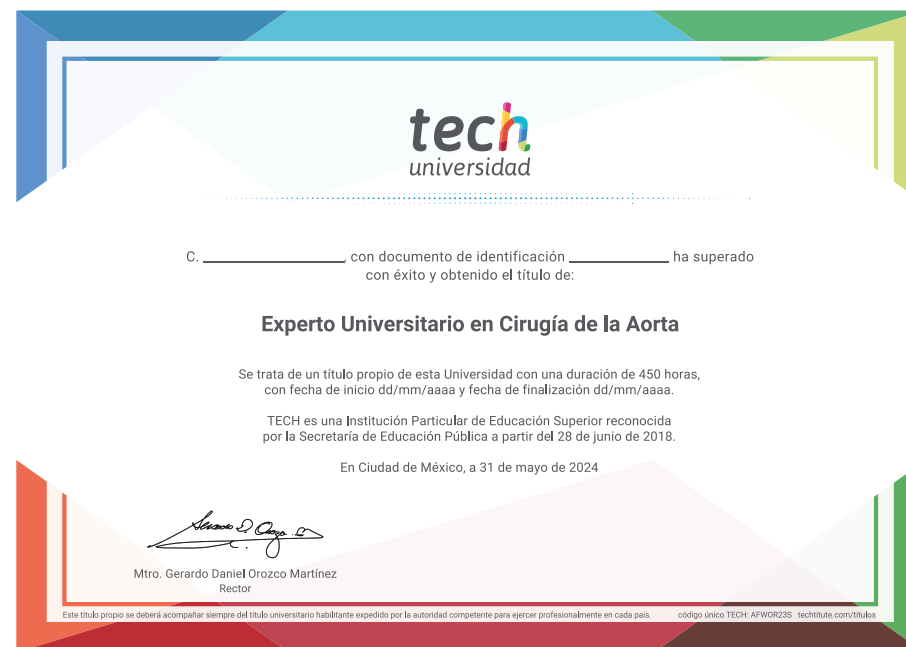 tech
universidad
C. ____________________, con documento de identificación ______________ ha superado
con éxito y obtenido el título de:
Experto Universitario en Cirugía de la Aorta
Se trata de un título propio de esta Universidad con una duración de 450 horas,
con fecha de inicio dd/mm/aaaa y fecha de finalización dd/mm/aaaa.
TECH es una Institución Particular de Educación Superior reconocida
por la Secretaría de Educación Pública a partir del 28 de junio de 2018.
En Ciudad de México, a 31 de mayo de 2024
Mtro. Gerardo Daniel Orozco Martínez
Rector
Este título propio se deberá acompañar siempre del título universitario habilitante expedido por la autoridad competente para ejercer profesionalmente en cada país. código único TECH: AFWOR23S techtitute.com/titulos